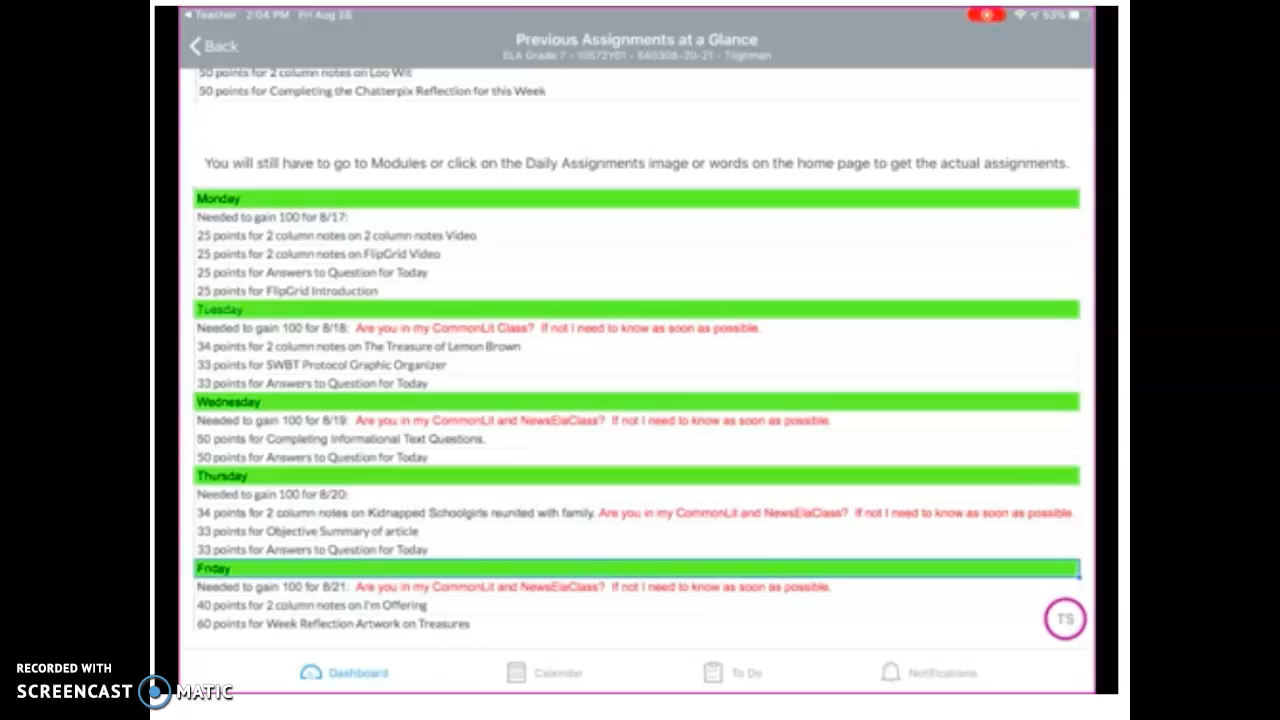 Teacher 2:04 PM Fri Aug 28
53%
Back
Previous Assignments at a Glance
ELA Grade 7 - 10572Y01 - - Tilghman
50 points for 2 column notes on Loo Wit
50 points for Completing the Chatterpix Reflection for this Week
You will still have to go to Modules or click on the Daily Assignments image or words on the home page to get the actual assignments.
Monday
Needed to gain 100 for 8/17:
25 points for 2 column notes on 2 column notes Video
25 points for 2 column notes on FlipGrid Video
25 points for Answers to Question for Today
25 points for FlipGrid Introduction
Tuesday
Needed to gain 100 for 8/18: Are you in my CommonLit Class? If not I need to know as soon as possible.
34 points for 2 column notes on The Treasure of Lemon Brown
33 points for SWBT Protocol Graphic Organizer
33 points for Answers to Question for Today
Wednesday
Needed to gain 100 for 8/19: Are you in my CommonLit and NewsElaClass? If not I need to know as soon as possible.
50 points for Completing Informational Text Questions.
50 points for Answers to Question for Today
Thursday
Needed to gain 100 for 8/20:
34 points for 2 column notes on Kidnapped Schoolgirls reunited with family. Are you in my CommonLit and NewsElaClass? If not I need to know as soon as possible.
33 points for Objective Summary of article
33 points for Answers to Question for Today
Friday
Needed to gain 100 for 8/21: Are you in my CommonLit and NewsElaClass? If not I need to know as soon as possible.
40 points for 2 column notes on I'm Offering
60 points for Week Reflection Artwork on Treasures
TS
Dashboard
Calendar
To Do
Notifications
RECORDED WITH
SCREENCAST MATIC